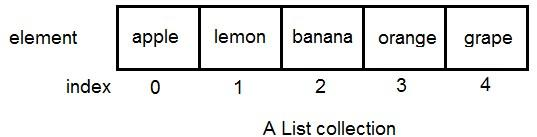 element apple lemon banana orange grape
index 0 1 2 3 4
A List collection